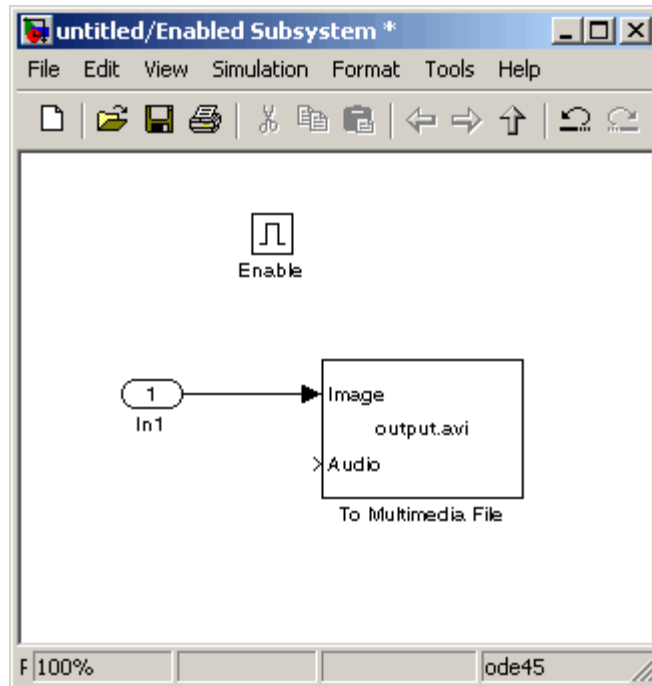 untitled/Enabled Subsystem *
File Edit View Simulation Format Tools Help
Enable
1
In1
Image
output.avi
Audio
To Multimedia File
F 100% ode45